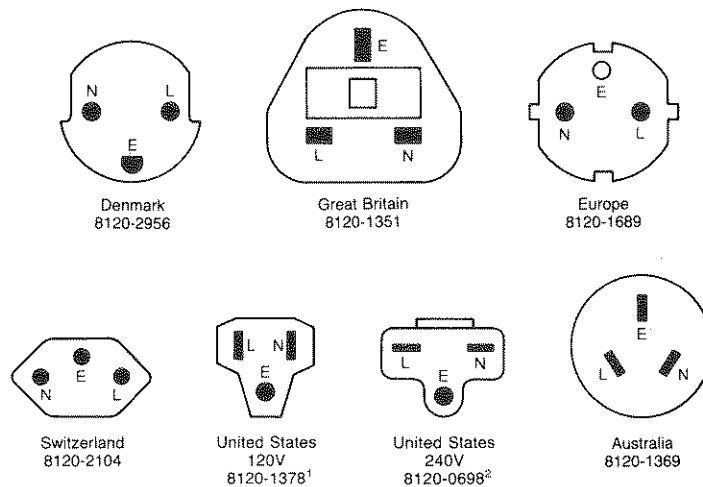 N L
E
Denmark
8120-2956
E
L N
Great Britain
8120-1351
E
N L
Europe
8120-1689
E
N L
Switzerland
8120-2104
L N
E
United States
120V
8120-1378¹
L N
E
United States
240V
8120-0698²
E
L N
Australia
8120-1369